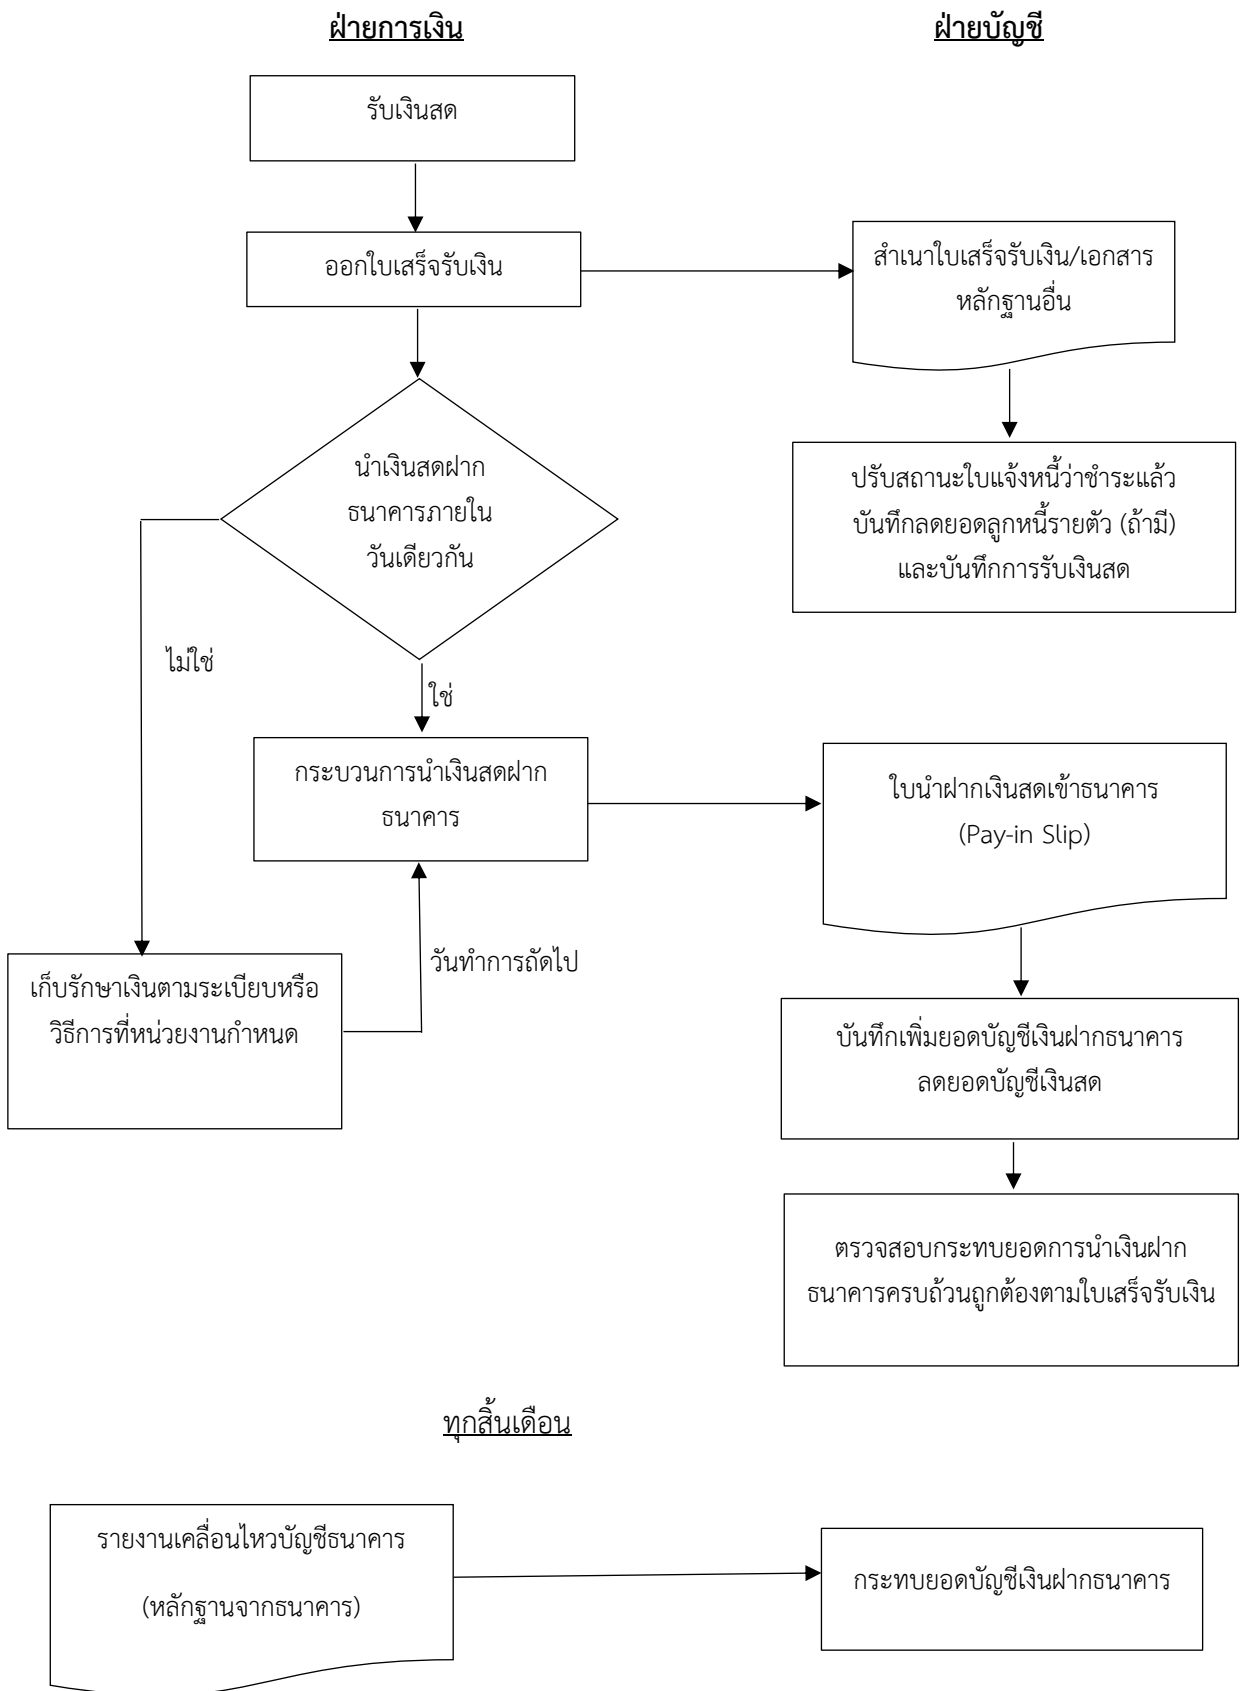 ฝ่ายการเงิน
ฝ่ายบัญชี
รับเงินสด
ออกใบเสร็จรับเงิน
สำเนาใบเสร็จรับเงิน/เอกสาร
หลักฐานอื่น
นำเงินสดฝาก
ธนาคารภายใน
วันเดียวกัน
ปรับสถานะใบแจ้งหนี้ว่าชำระแล้ว
บันทึกลดยอดลูกหนี้รายตัว (ถ้ามี)
และบันทึกการรับเงินสด
ไม่ใช่
ใช่
กระบวนการนำเงินสดฝาก
ธนาคาร
ใบนำฝากเงินสดเข้าธนาคาร
(Pay-in Slip)
วันทำการถัดไป
เก็บรักษาเงินตามระเบียบหรือ
วิธีการที่หน่วยงานกำหนด
บันทึกเพิ่มยอดบัญชีเงินฝากธนาคาร
ลดยอดบัญชีเงินสด
ตรวจสอบกระทบยอดการนำเงินฝาก
ธนาคารครบถ้วนถูกต้องตามใบเสร็จรับเงิน
ทุกสิ้นเดือน
รายงานเคลื่อนไหวบัญชีธนาคาร
(หลักฐานจากธนาคาร)
กระทบยอดบัญชีเงินฝากธนาคาร